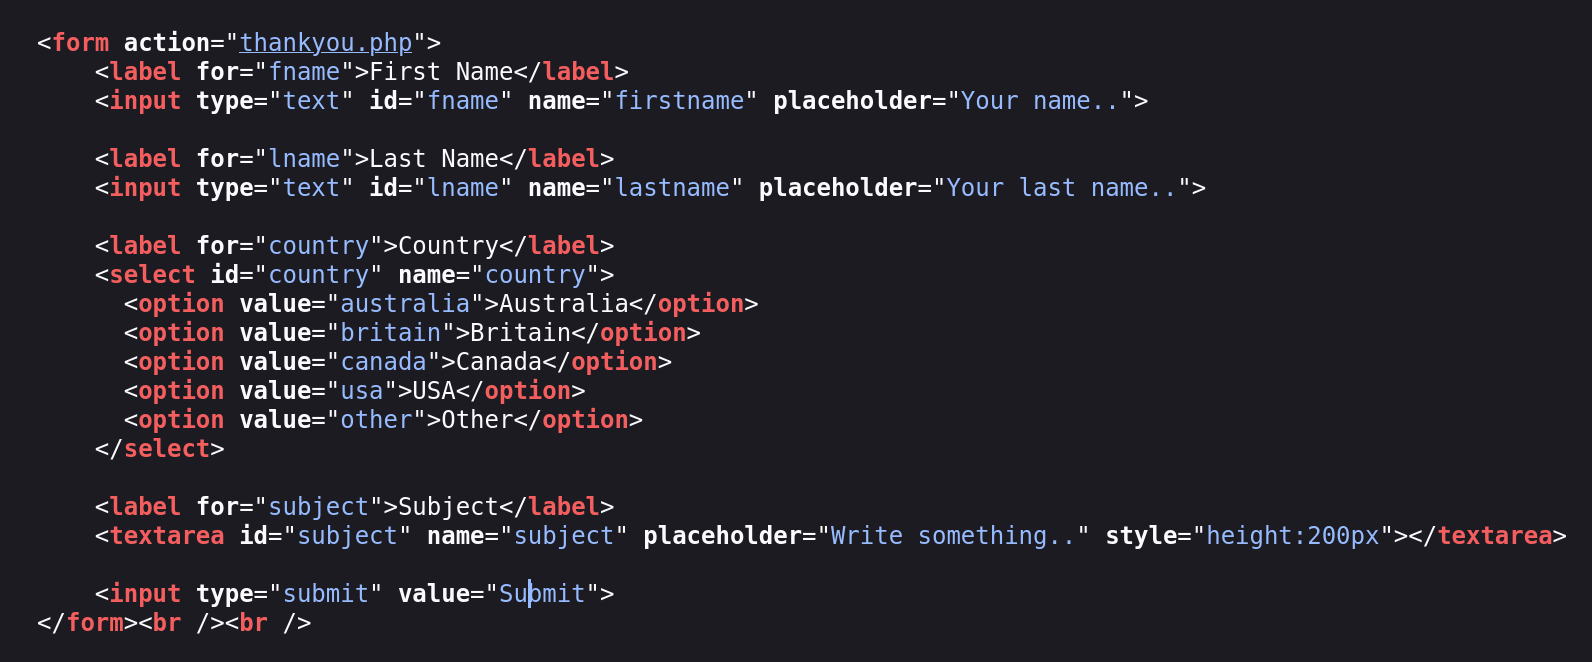 <form action="thankyou.php">
<label for="fname">First Name</label>
<input type="text" id="fname" name="firstname" placeholder="Your name..">
<label for="lname">Last Name</label>
<input type="text" id="lname" name="lastname" placeholder="Your last name..">
<label for="country">Country</label>
<select id="country" name="country">
<option value="australia">Australia</option>
<option value="britain">Britain</option>
<option value="canada">Canada</option>
<option value="usa">USA</option>
<option value="other">Other</option>
</select>
<label for="subject">Subject</label>
<textarea id="subject" name="subject" placeholder="Write something.." style="height:200px"></textarea>
<input type="submit" value="Submit">
</form><br /><br />